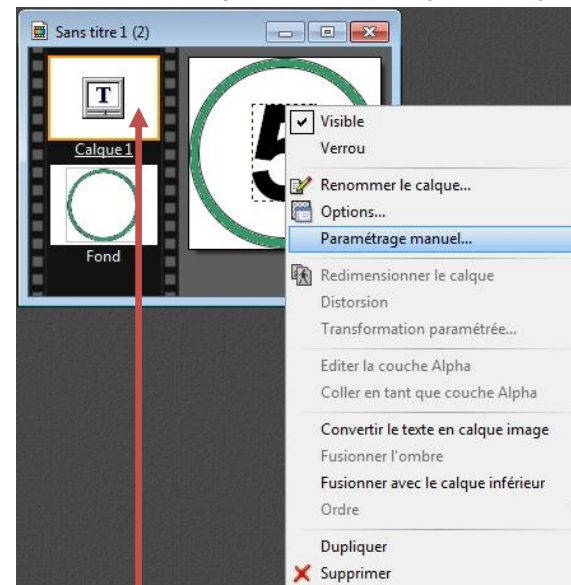 Sans titre 1 (2)
T
Calque 1
Fond
5
Visible
Verrou
Renommer le calque...
Options...
Paramétrage manuel...
Redimensionner le calque
Distorsion
Transformation paramétrée...
Editer la couche Alpha
Coller en tant que couche Alpha
Convertir le texte en calque image
Fusionner l'ombre
Fusionner avec le calque inférieur
Ordre
Dupliquer
Supprimer